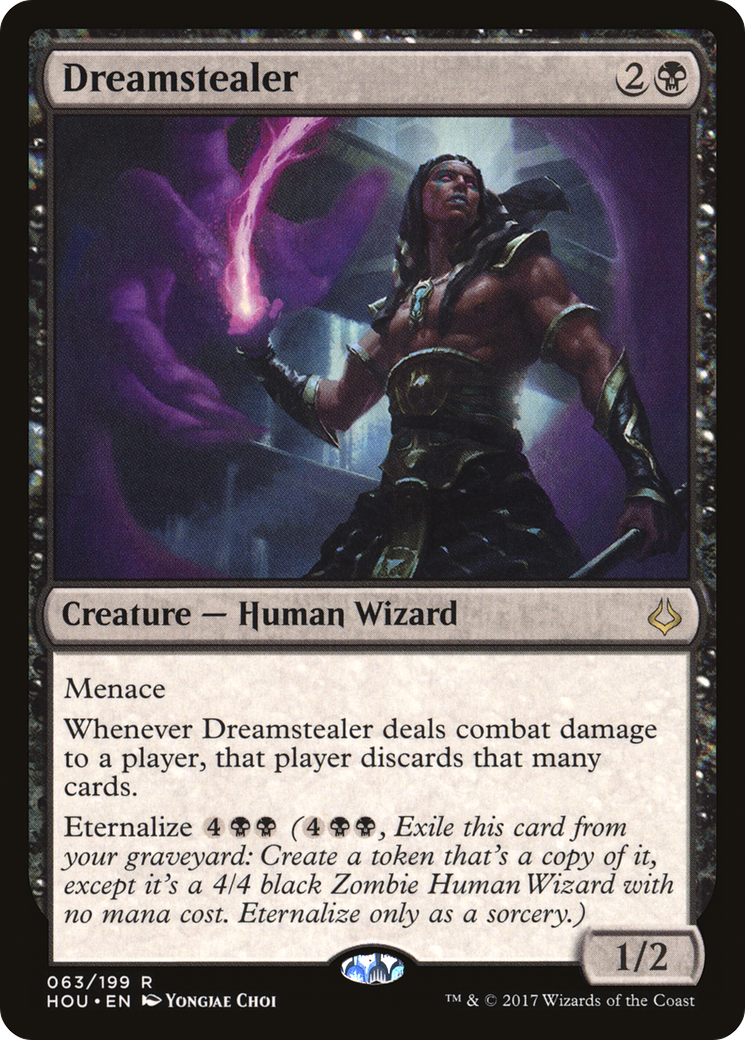 Dreamstealer 2
Creature — Human Wizard
Menace
Whenever Dreamstealer deals combat damage
to a player, that player discards that many
cards.
Eternalize 4 (4, Exile this card from
your graveyard: Create a token that's a copy of it,
except it's a 4/4 black Zombie Human Wizard with
no mana cost. Eternalize only as a sorcery.)
1/2
063/199 R
HOU • EN Yongjae Choi
™ & © 2017 Wizards of the Coast